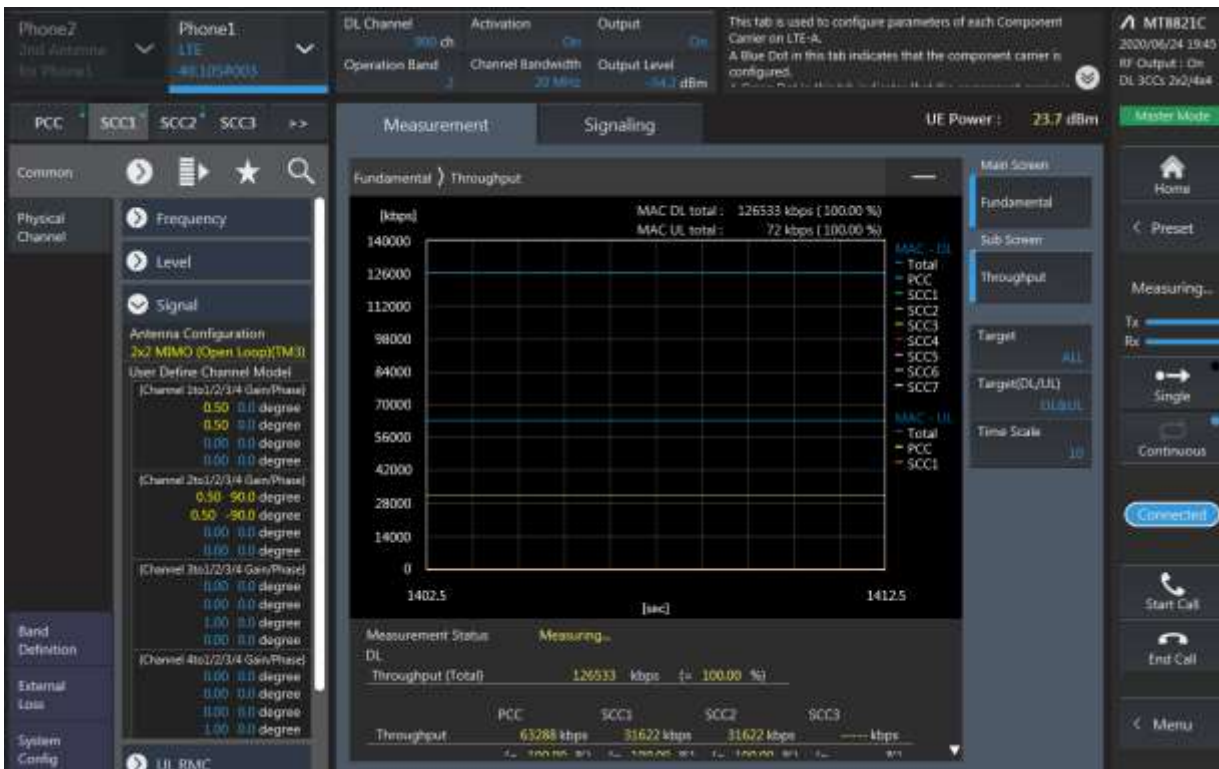 Phone2
2nd Antenna
for Phone1
Phone1
LTE
DL Channel
900 ch
Activation
On
Output
On
Operation Band
2
Channel Bandwidth
20 MHz
Output Level
dBm
This tab is used to configure parameters of each Component
Carrier on LTE-A.
A Blue Dot in this tab indicates that the component carrier is
configured.
MT8821C
2020/06/24 19:45
RF Output : On
DL 3CCs 2x2/4x4
PCC
SCC1
SCC2
SCC3
>>
Measurement
Signaling
UE Power : 23.7 dBm
Master Mode
Common
Physical
Channel
Frequency
Level
Signal
Antenna Configuration
2x2 MIMO (Open Loop)(TM3)
User Define Channel Model
(Channel 1to1/2/3/4 Gain/Phase)
0.50 0.0 degree
0.50 0.0 degree
0.00 0.0 degree
0.00 0.0 degree
(Channel 2to1/2/3/4 Gain/Phase)
0.50 90.0 degree
0.50 -90.0 degree
0.00 0.0 degree
0.00 0.0 degree
(Channel 3to1/2/3/4 Gain/Phase)
0.00 0.0 degree
0.00 0.0 degree
1.00 0.0 degree
0.00 0.0 degree
(Channel 4to1/2/3/4 Gain/Phase)
0.00 0.0 degree
0.00 0.0 degree
0.00 0.0 degree
1.00 0.0 degree
UL RMC
Band
Definition
External
Loss
System
Config
Fundamental ⟩ Throughput
[kbps]
MAC DL total : 126533 kbps ( 100.00 %)
MAC UL total : 72 kbps ( 100.00 %)
140000
126000
112000
98000
84000
70000
56000
42000
28000
14000
0
1402.5
1412.5
[sec]
MAC - DL
Total
PCC
SCC1
SCC2
SCC3
SCC4
SCC5
SCC6
SCC7
MAC - UL
Total
PCC
SCC1
Measurement Status Measuring...
DL
Throughput (Total) 126533 kbps (= 100.00 %)
PCC SCC1 SCC2 SCC3
Throughput 63288 kbps 31622 kbps 31622 kbps ----- kbps
Main Screen
Fundamental
Sub Screen
Throughput
Target
ALL
Target(DL/UL)
DL&UL
Time Scale
10
Home
< Preset
Measuring...
Tx
Rx
Single
Continuous
Connected
Start Call
End Call
< Menu